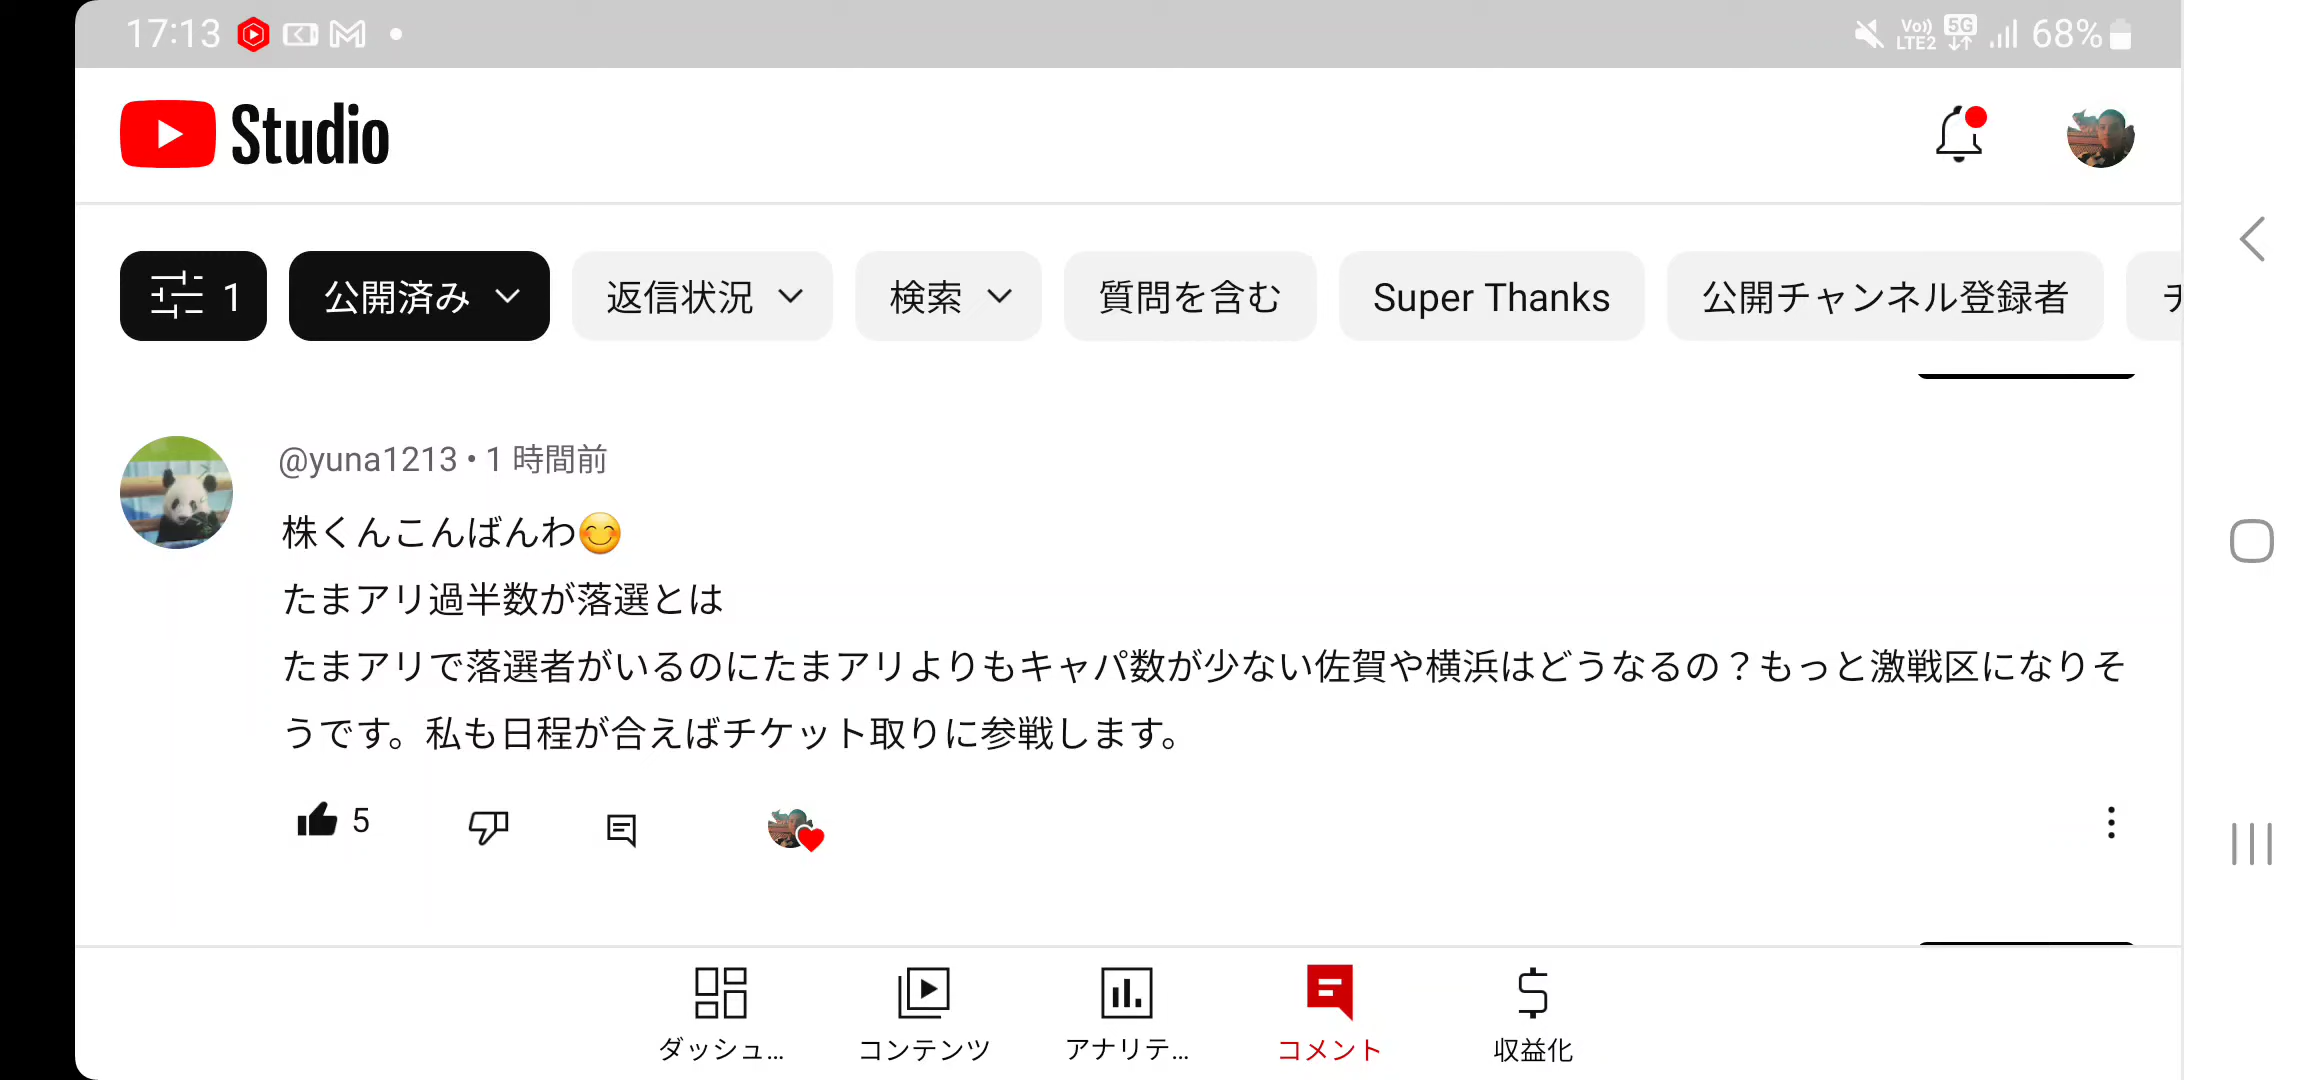 17:13
Vo)) LTE2 5G 68%
Studio
1 公開済み 返信状況 検索 質問を含む Super Thanks 公開チャンネル登録者
@yuna1213 • 1 時間前
株くんこんばんわ😊
たまアリ過半数が落選とは
たまアリで落選者がいるのにたまアリよりもキャパ数が少ない佐賀や横浜はどうなるの？もっと激戦区になりそ
うです。私も日程が合えばチケット取りに参戦します。
5
ダッシュ... コンテンツ アナリテ... コメント 収益化